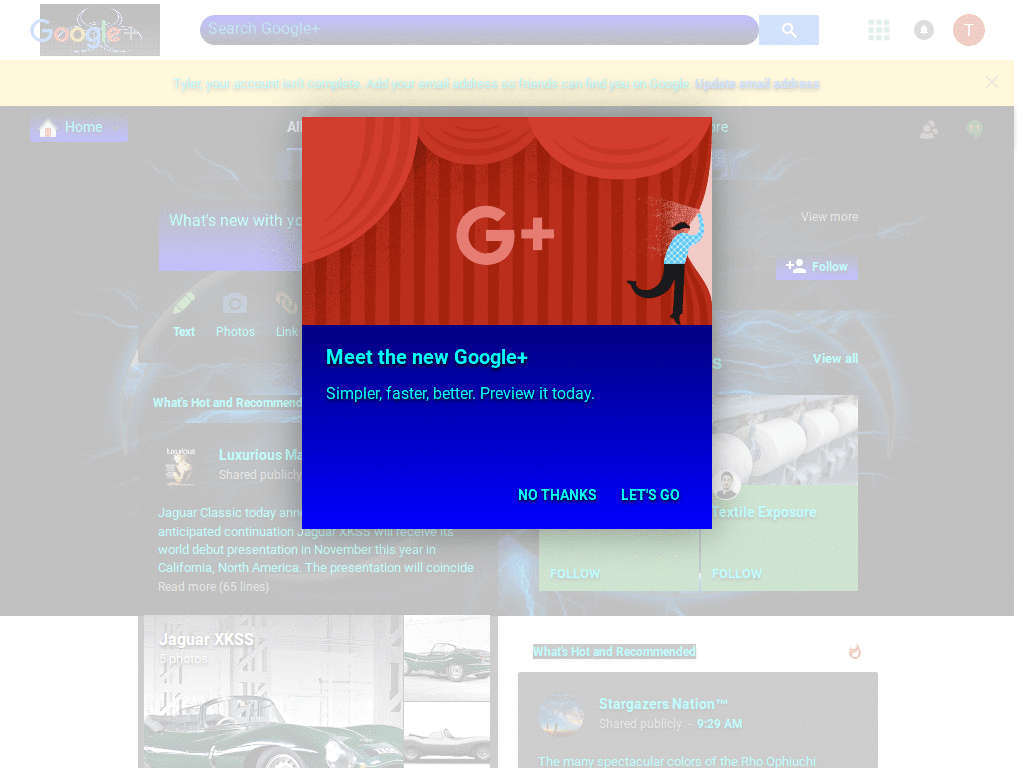 Google+
Search Google+
T
Tyler, your account isn't complete. Add your email address so friends can find you on Google. Update email address
Home
All
What's new with yo
View more
Follow
Text
Photos
Link
G+
Meet the new Google+
View all
Simpler, faster, better. Preview it today.
What's Hot and Recommend
luxurious
Luxurious Ma
Shared publicly
NO THANKS
LET'S GO
Jaguar Classic today ann
Textile Exposure
anticipated continuation Jaguar XKSS will receive its
world debut presentation in November this year in
California, North America. The presentation will coincide
FOLLOW
FOLLOW
Read more (65 lines)
Jaguar XKSS
5 photos
What's Hot and Recommended
Stargazers Nation™
Shared publicly - 9:29 AM
The many spectacular colors of the Rho Ophiuchi